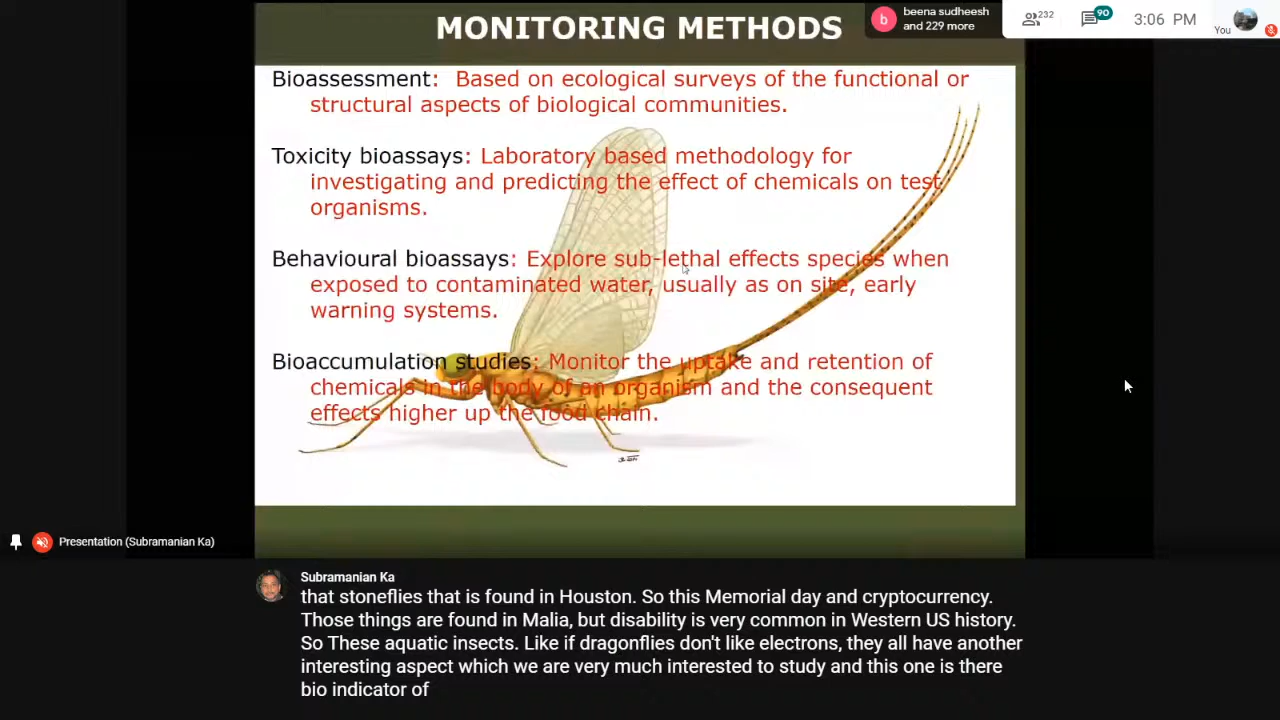 MONITORING METHODS
b
beena sudheesh
and 229 more
232
90
3:06 PM
You
Bioassessment: Based on ecological surveys of the functional or
structural aspects of biological communities.
Toxicity bioassays: Laboratory based methodology for
investigating and predicting the effect of chemicals on test
organisms.
Behavioural bioassays: Explore sub-lethal effects species when
exposed to contaminated water, usually as on site, early
warning systems.
Bioaccumulation studies: Monitor the uptake and retention of
chemicals in the body of an organism and the consequent
effects higher up the food chain.
Presentation (Subramanian Ka)
Subramanian Ka
that stoneflies that is found in Houston. So this Memorial day and cryptocurrency.
Those things are found in Malia, but disability is very common in Western US history.
So These aquatic insects. Like if dragonflies don't like electrons, they all have another
interesting aspect which we are very much interested to study and this one is there
bio indicator of